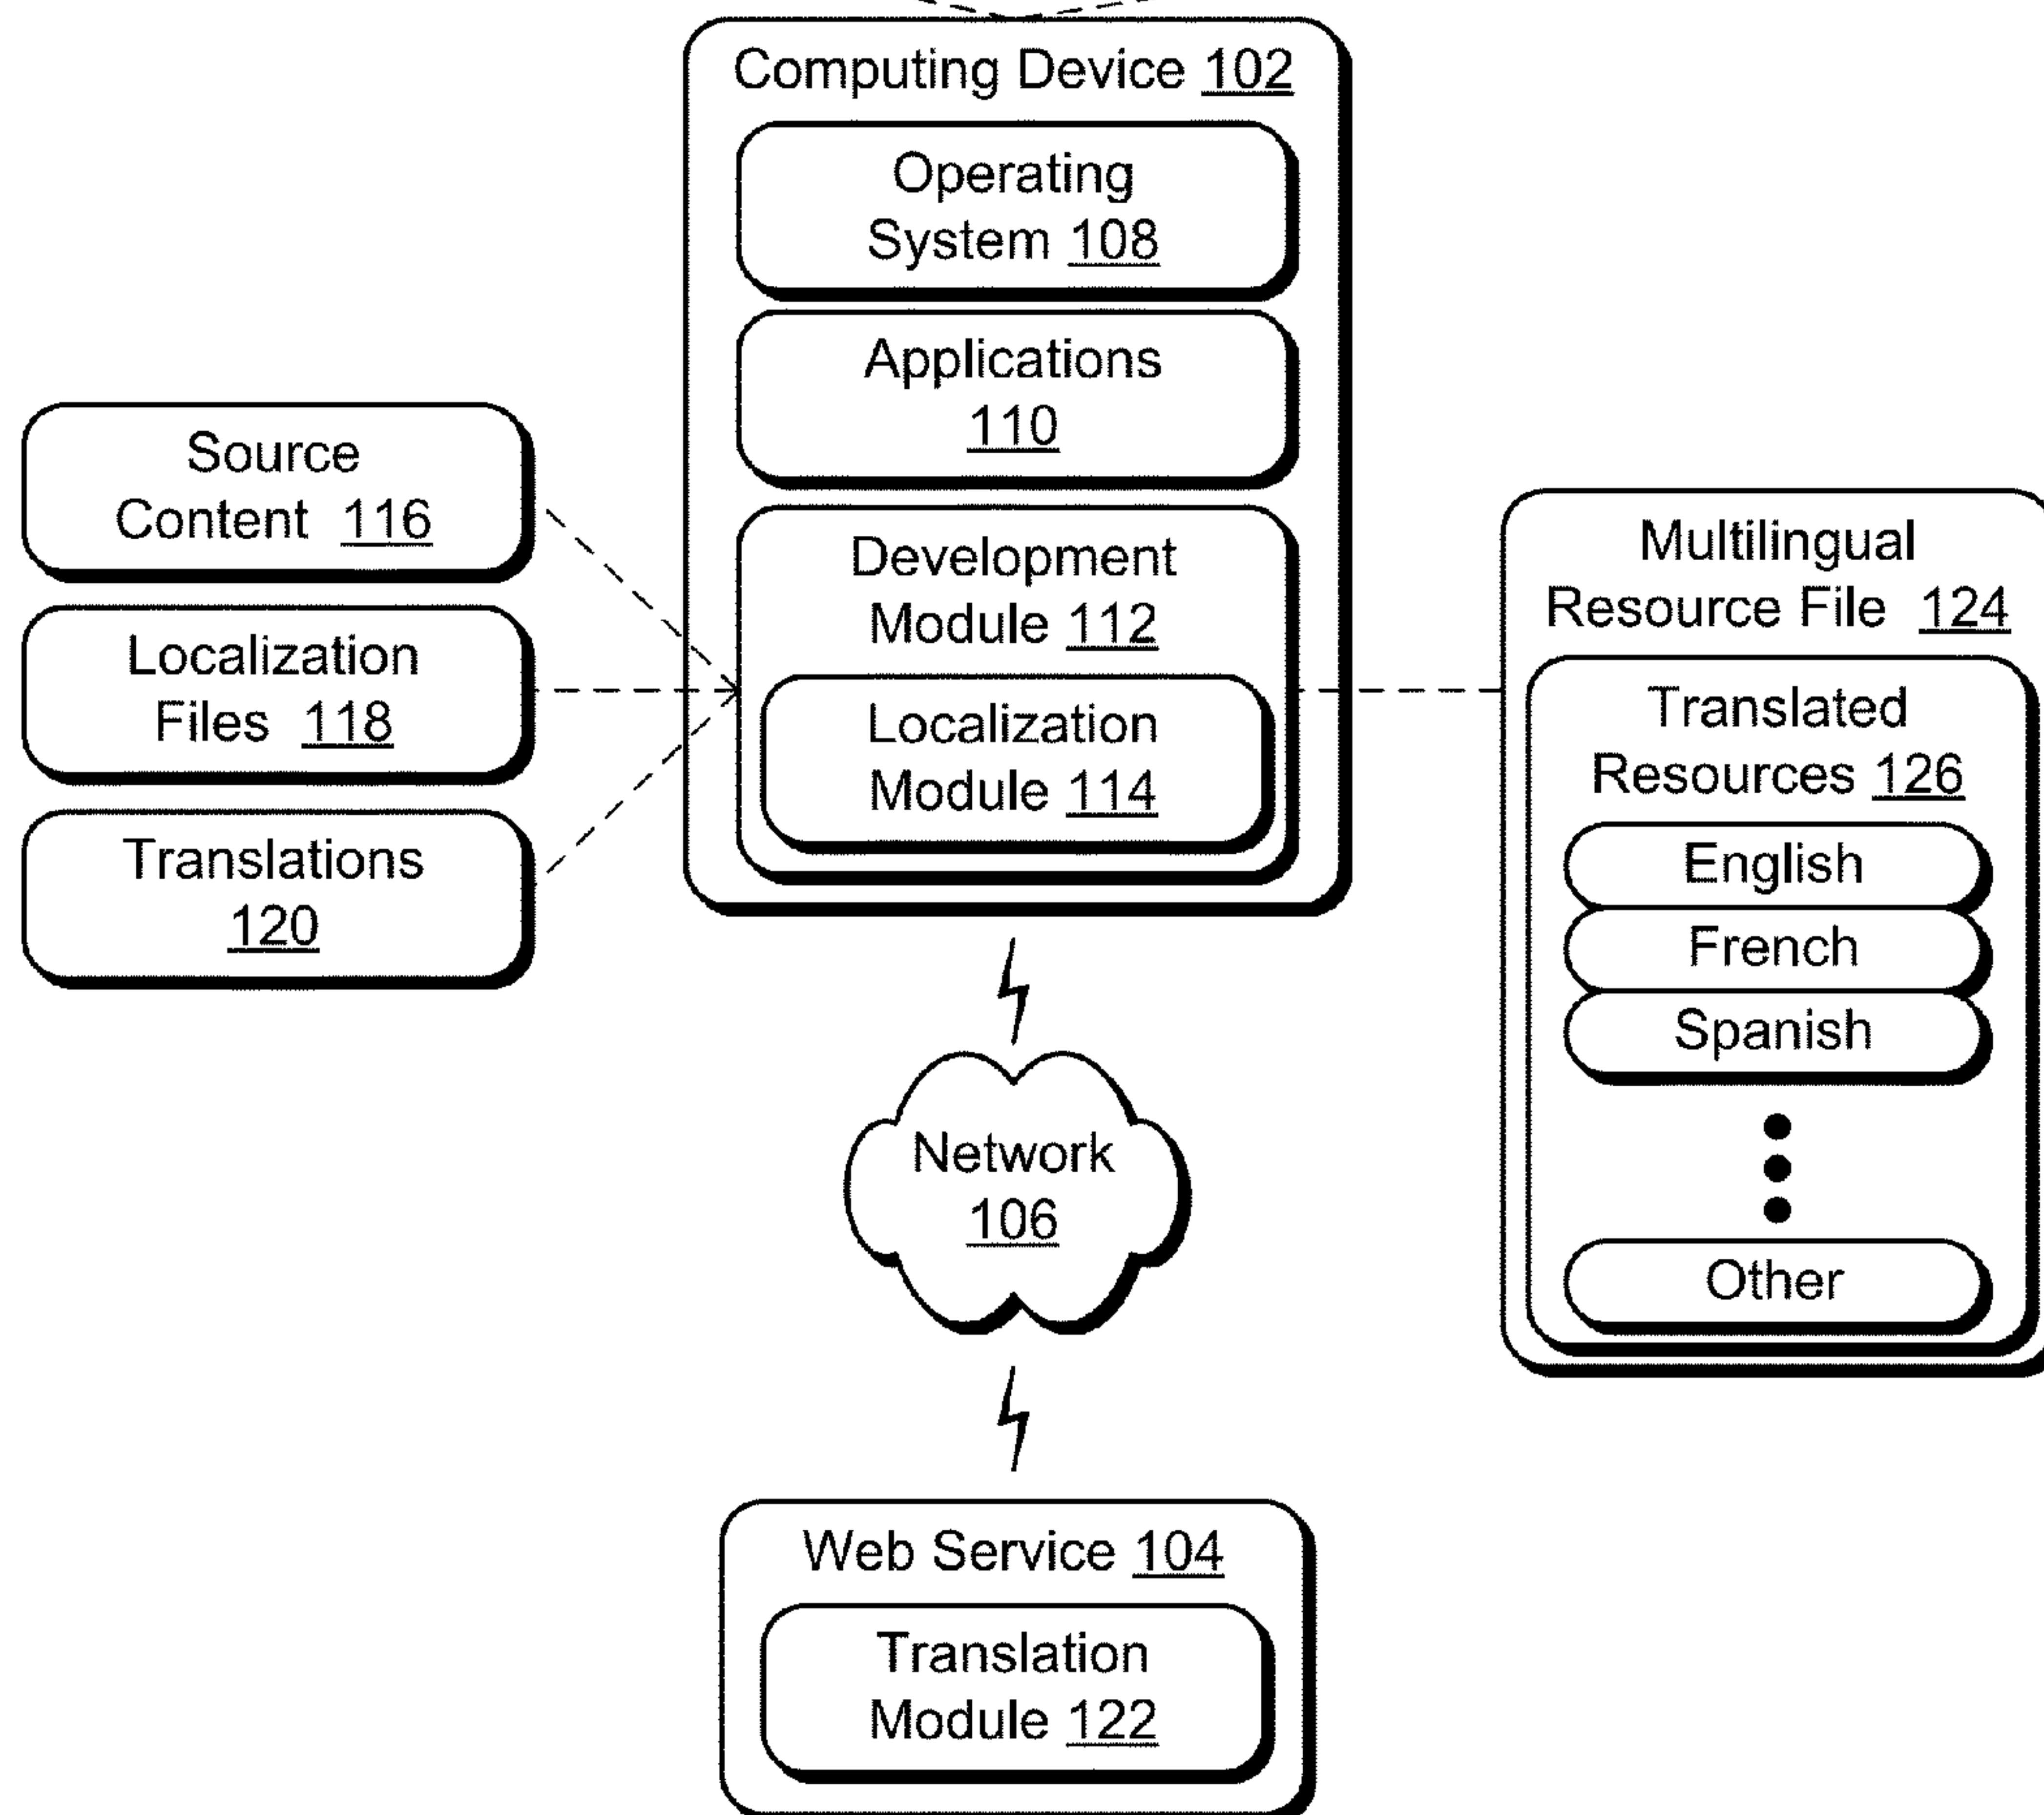 Computing Device 102
Operating
System 108
Applications
110
Development
Module 112
Localization
Module 114
Source
Content 116
Localization
Files 118
Translations
120
Multilingual
Resource File 124
Translated
Resources 126
English
French
Spanish
Other
Network
106
Web Service 104
Translation
Module 122